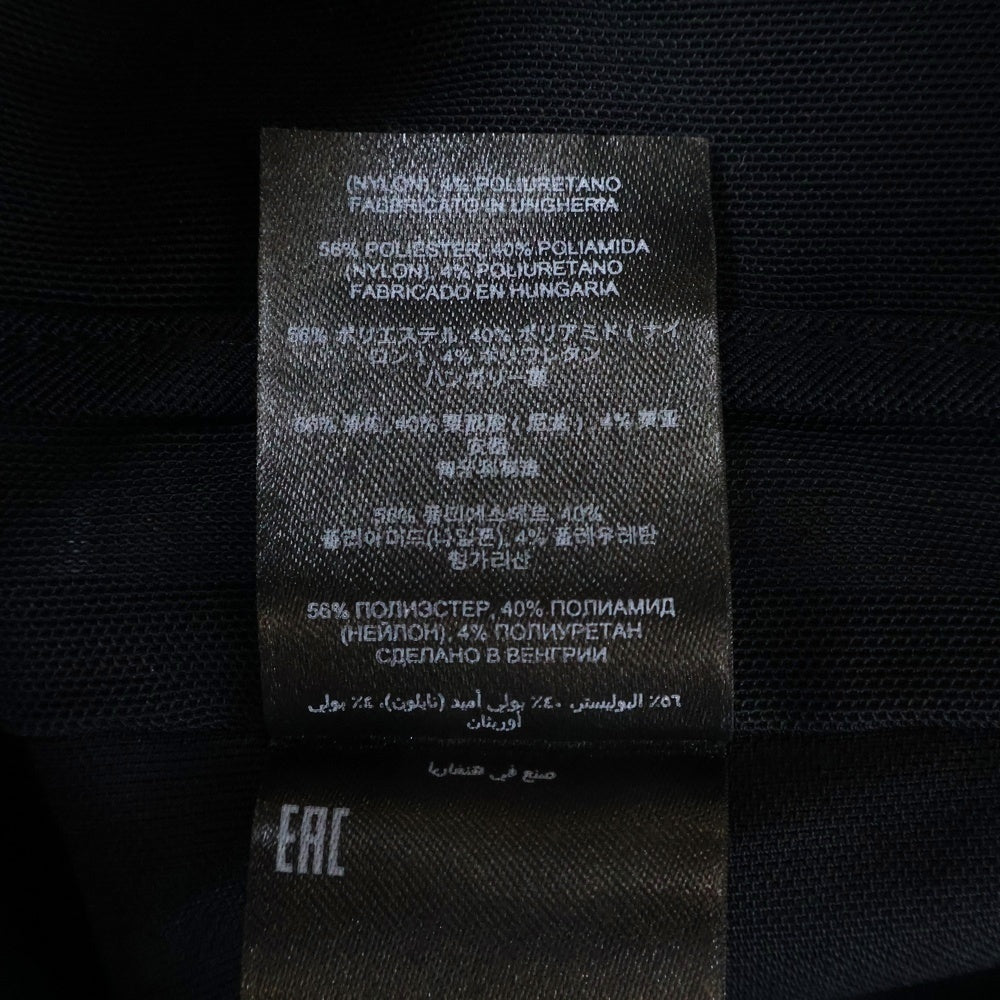 (NYLON), 4% POLIURETANO
FABBRICATO IN UNGHERIA
56% POLIESTER, 40% POLIAMIDA
(NYLON), 4% POLIURETANO
FABRICADO EN HUNGARIA
56% ポリエステル, 40% ポリアミド ( ナイ
ロン ), 4% ポリウレタン
ハンガリー製
40% ( ), 4%
56% 폴리에스테르, 40%
폴리아미드(나일론), 4% 폴리우레탄
헝가리산
56% ПОЛИЭСТЕР, 40% ПОЛИАМИД
(НЕЙЛОН), 4% ПОЛИУРЕТАН
СДЕЛАНО В ВЕНГРИИ
٥٦٪ البوليستر، ٤٠٪ بولي أميد (نايلون)، ٤٪ بولي
أوريثان
صنع في هنغاريا
EAC